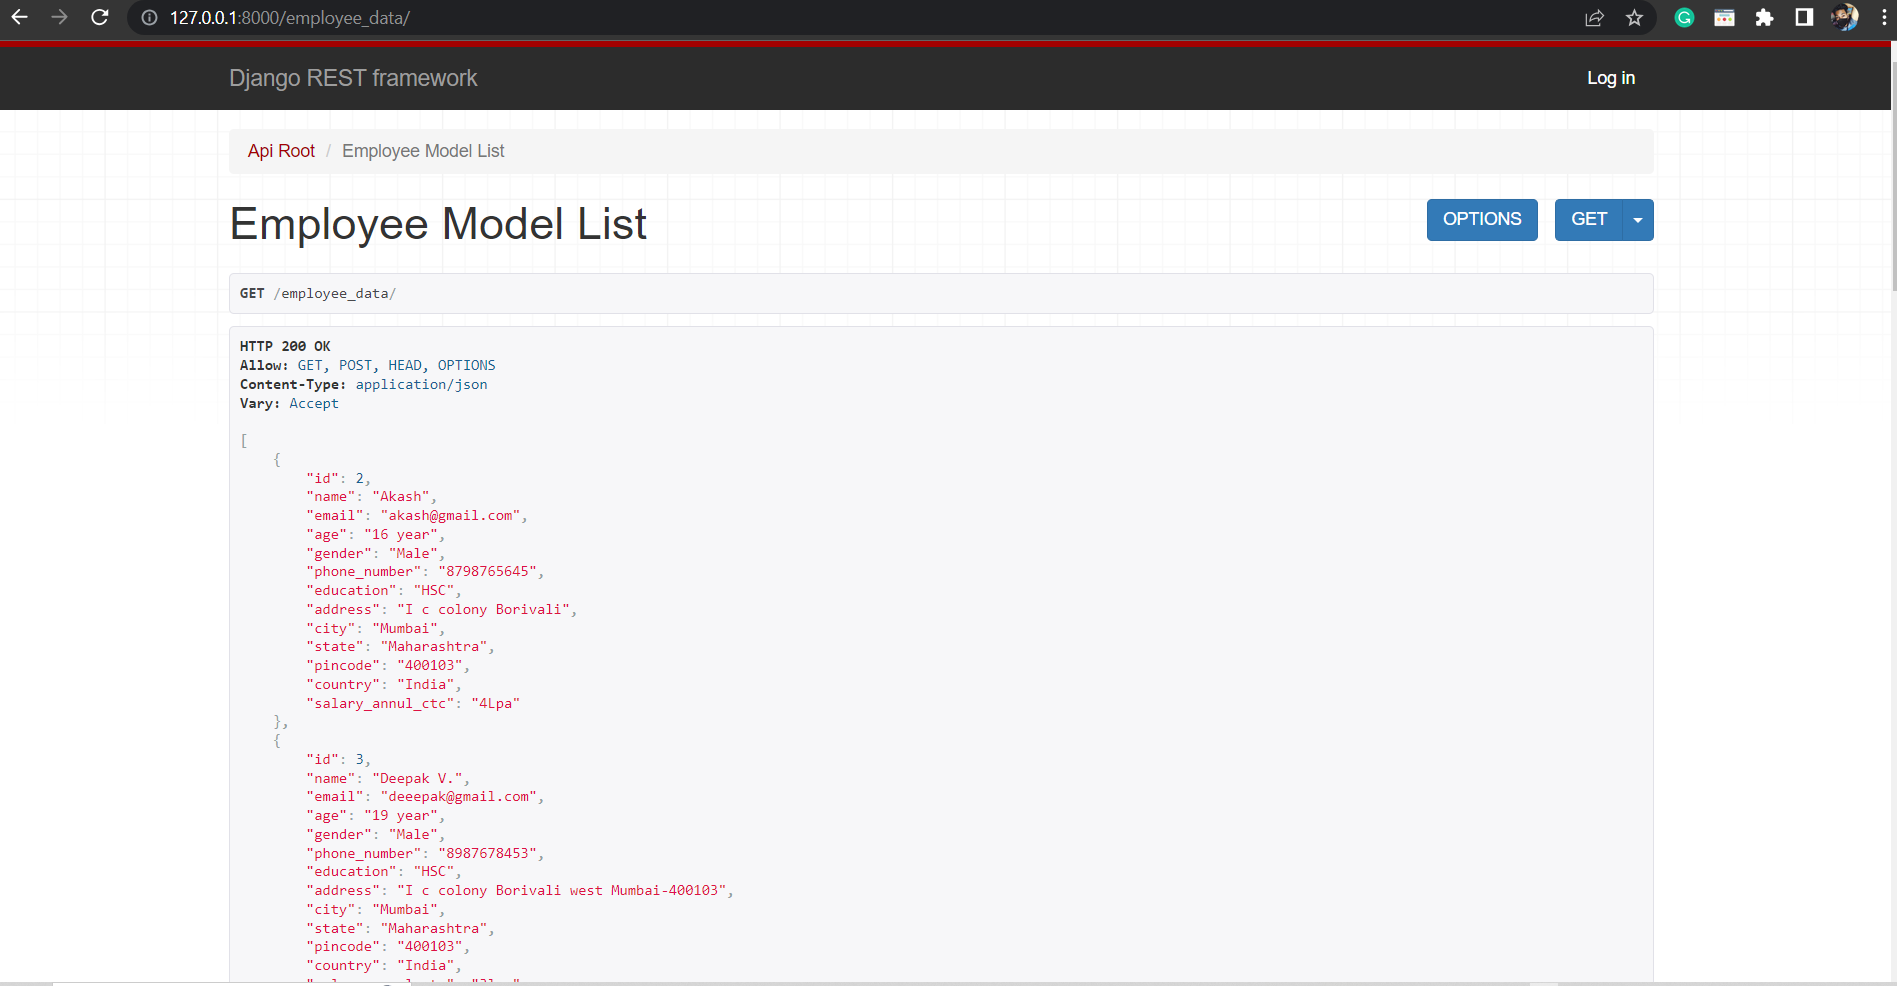 127.0.0.1:8000/employee_data/
Django REST framework
Log in
Api Root / Employee Model List
Employee Model List
OPTIONS
GET
GET /employee_data/
HTTP 200 OK
Allow: GET, POST, HEAD, OPTIONS
Content-Type: application/json
Vary: Accept
[
{
"id": 2,
"name": "Akash",
"email": "akash@gmail.com",
"age": "16 year",
"gender": "Male",
"phone_number": "8798765645",
"education": "HSC",
"address": "I c colony Borivali",
"city": "Mumbai",
"state": "Maharashtra",
"pincode": "400103",
"country": "India",
"salary_annul_ctc": "4Lpa"
},
{
"id": 3,
"name": "Deepak V.",
"email": "deeepak@gmail.com",
"age": "19 year",
"gender": "Male",
"phone_number": "8987678453",
"education": "HSC",
"address": "I c colony Borivali west Mumbai-400103",
"city": "Mumbai",
"state": "Maharashtra",
"pincode": "400103",
"country": "India",